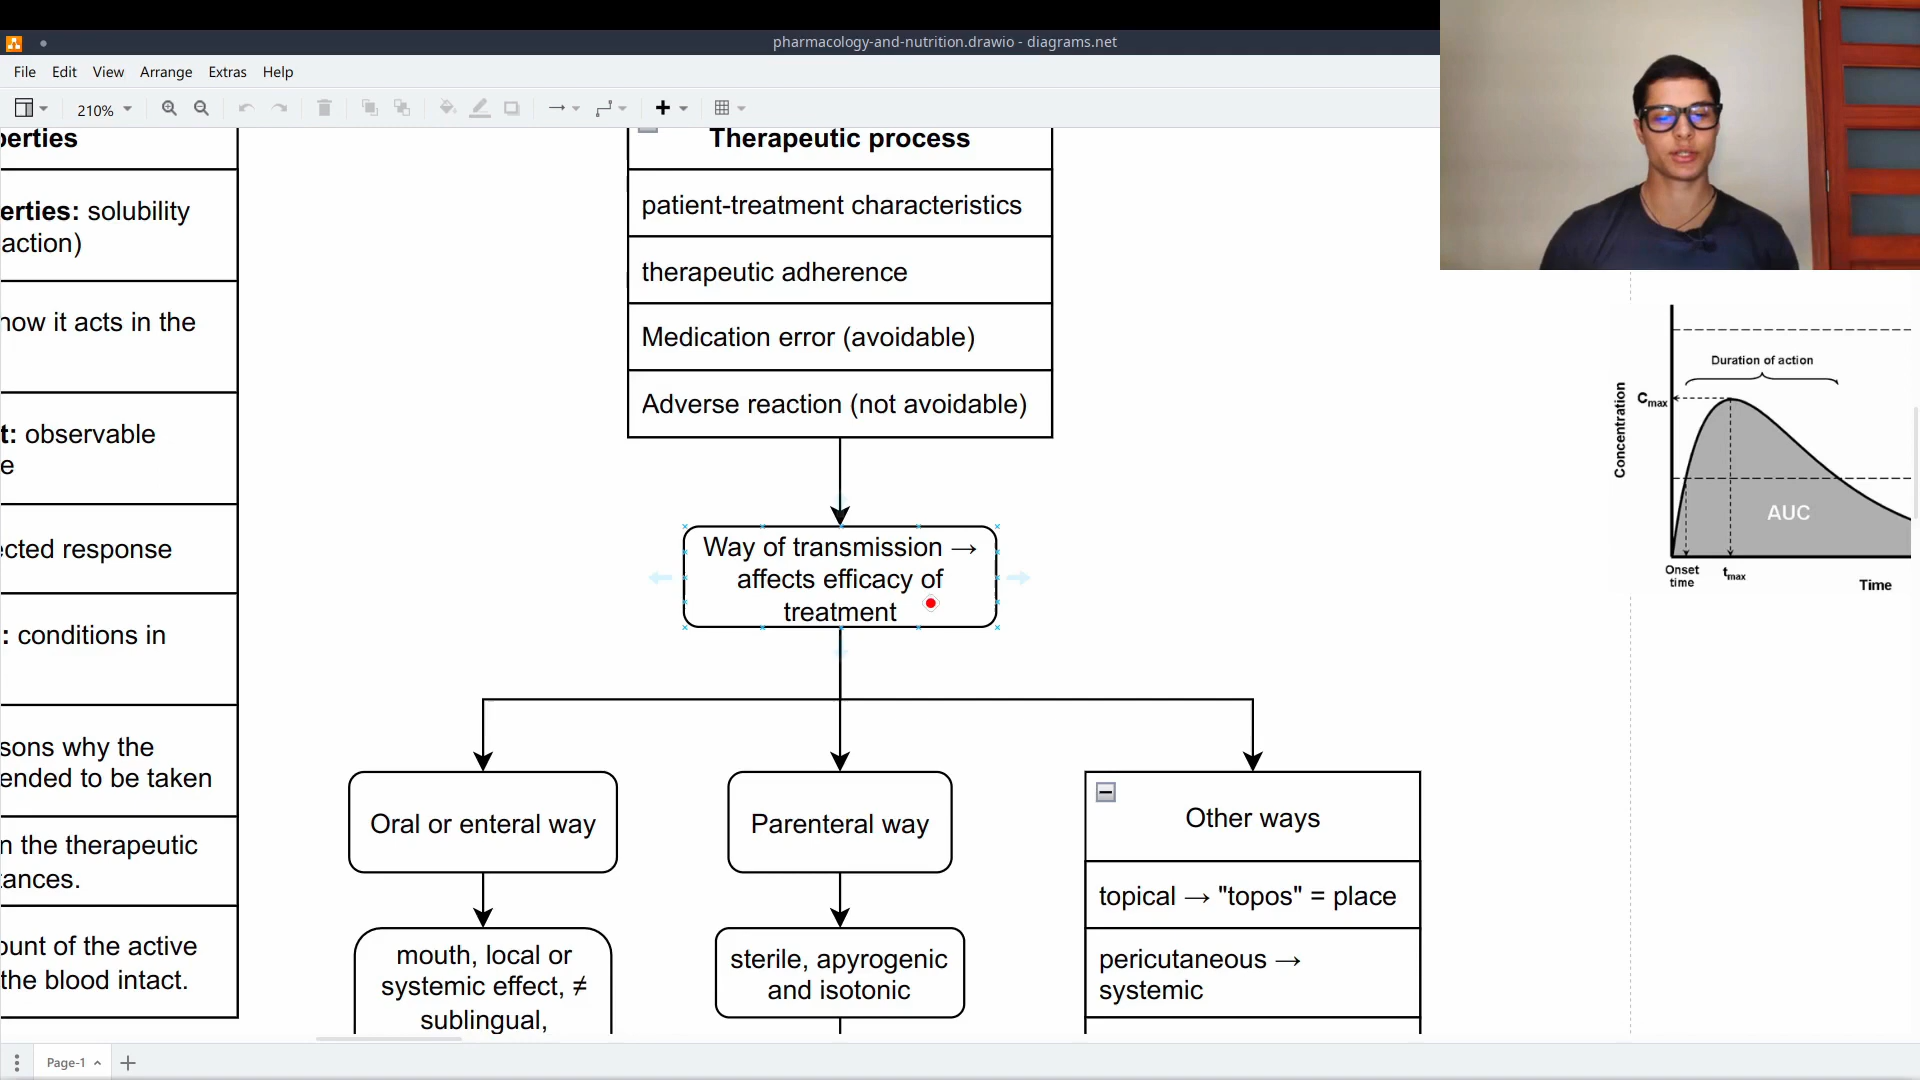 pharmacology-and-nutrition.drawio - diagrams.net
File Edit View Arrange Extras Help
210%
perties
erties: solubility
action)
now it acts in the
t: observable
e
cted response
: conditions in
sons why the
ended to be taken
n the therapeutic
tances.
ount of the active
the blood intact.
Therapeutic process
patient-treatment characteristics
therapeutic adherence
Medication error (avoidable)
Adverse reaction (not avoidable)
Way of transmission →
affects efficacy of
treatment
Oral or enteral way
mouth, local or
systemic effect, ≠
sublingual,
Parenteral way
sterile, apyrogenic
and isotonic
Other ways
topical → "topos" = place
pericutaneous →
systemic
Duration of action
Concentration
Cmax
AUC
Onset
time
tmax
Time
Page-1